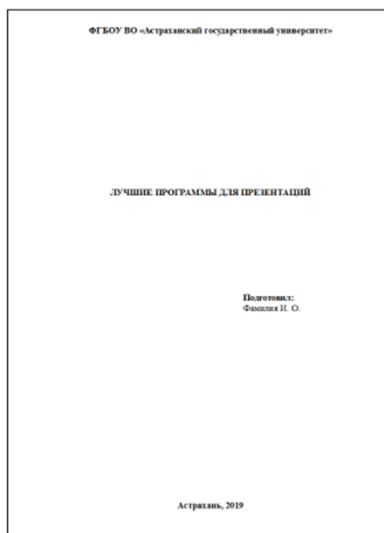 ФГБОУ ВО «Астраханский государственный университет»
ЛУЧШИЕ ПРОГРАММЫ ДЛЯ ПРЕЗЕНТАЦИЙ
Подготовил:
Фамилия И. О.
Астрахань, 2019